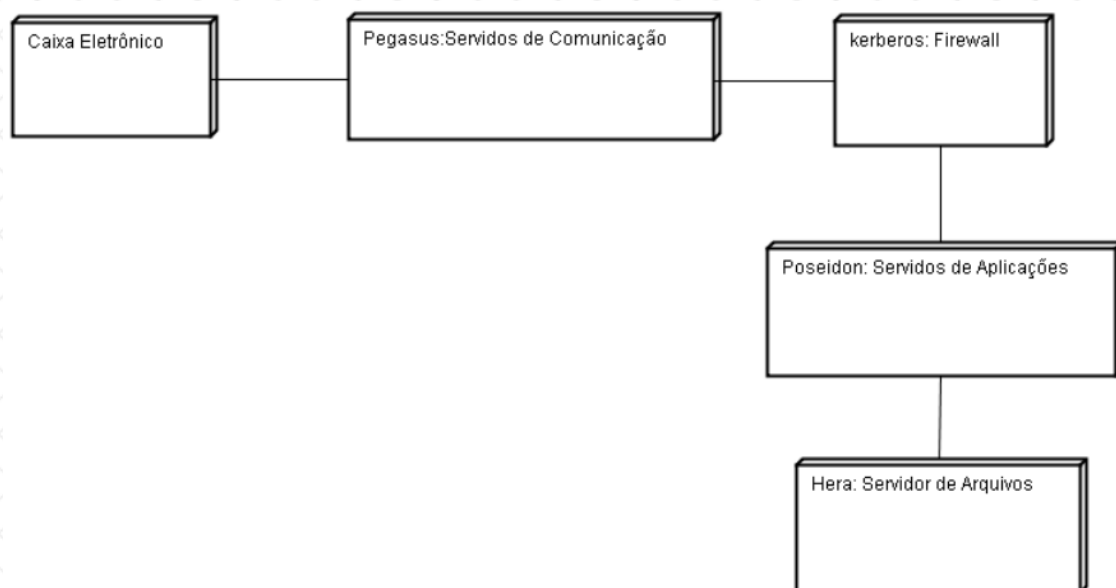 Caixa Eletrônico
Pegasus:Servidos de Comunicação
kerberos: Firewall
Poseidon: Servidos de Aplicações
Hera: Servidor de Arquivos